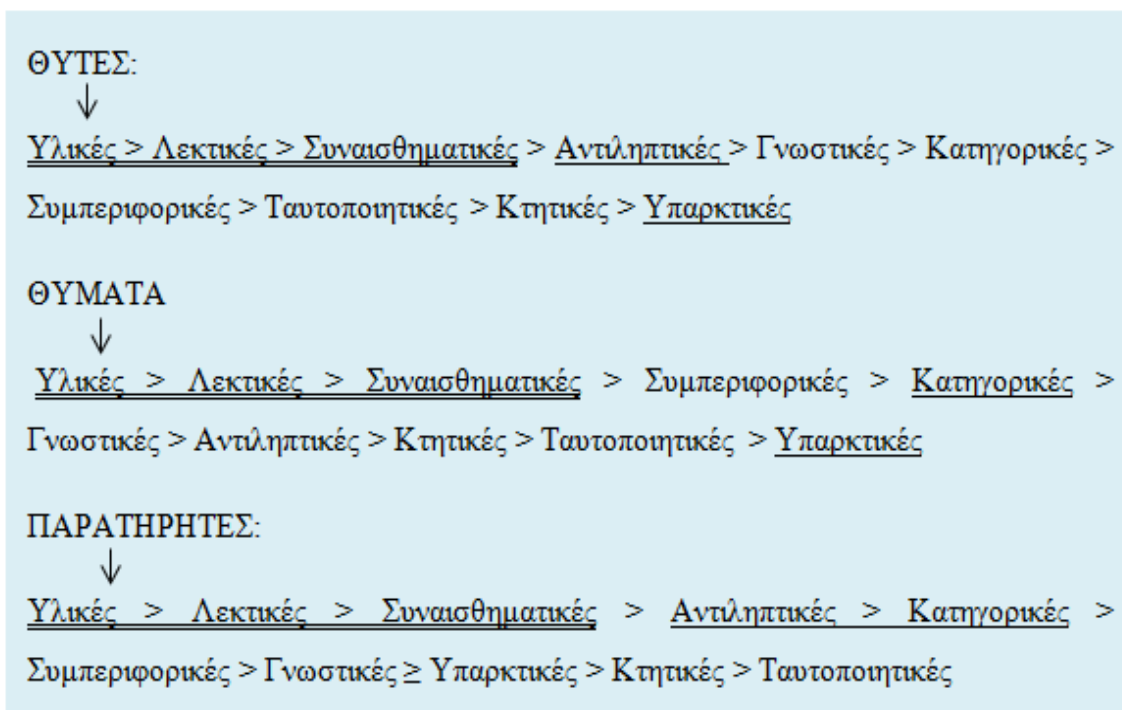 ΘΥΤΕΣ:
↓
Υλικές > Λεκτικές > Συναισθηματικές > Αντιληπτικές > Γνωστικές > Κατηγορικές >
Συμπεριφορικές > Ταυτοποιητικές > Κτητικές > Υπαρκτικές
ΘΥΜΑΤΑ
↓
Υλικές > Λεκτικές > Συναισθηματικές > Συμπεριφορικές > Κατηγορικές >
Γνωστικές > Αντιληπτικές > Κτητικές > Ταυτοποιητικές > Υπαρκτικές
ΠΑΡΑΤΗΡΗΤΕΣ:
↓
Υλικές > Λεκτικές > Συναισθηματικές > Αντιληπτικές > Κατηγορικές >
Συμπεριφορικές > Γνωστικές ≥ Υπαρκτικές > Κτητικές > Ταυτοποιητικές